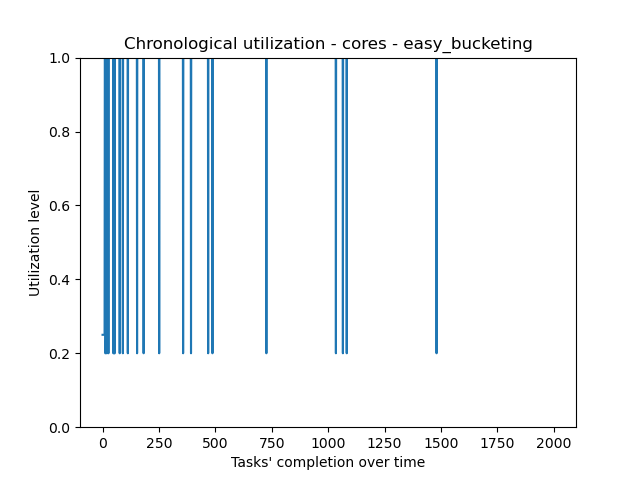 Chronological utilization - cores - easy_bucketing
1.0
0.8
0.6
0.4
0.2
0.0
Utilization level
0 250 500 750 1000 1250 1500 1750 2000
Tasks' completion over time